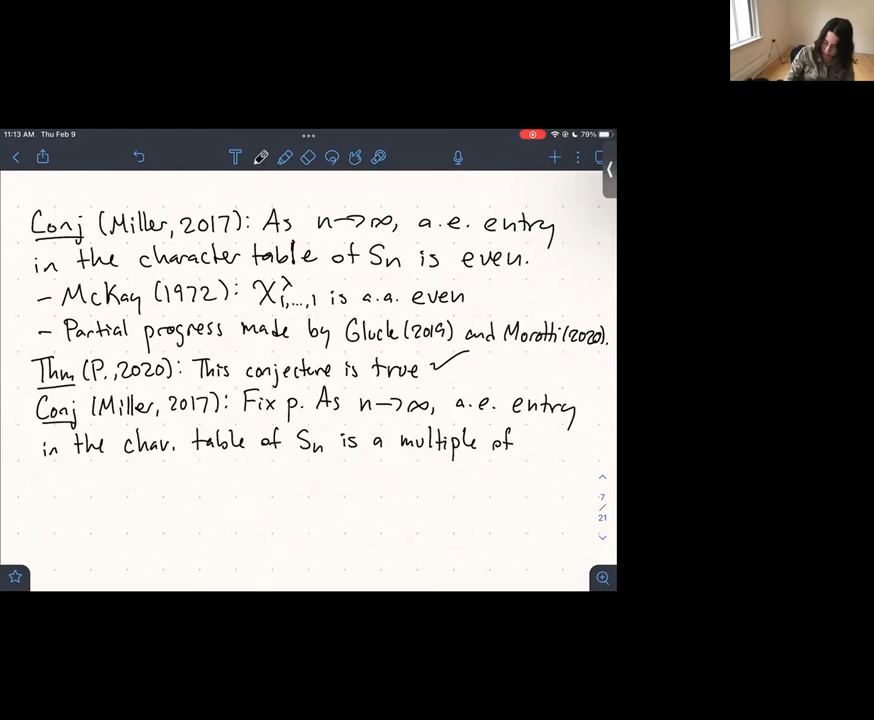 11:13 AM Thu Feb 9
79%
Conj (Miller, 2017): As n→∞, a.e. entry
in the character table of Sn is even.
- McKay (1972): χ^λ_{1,...,1} is a.a. even
- Partial progress made by Gluck (2019) and Morotti (2020).
Thm (P., 2020): This conjecture is true ✓
Conj (Miller, 2017): Fix p. As n→∞, a.e. entry
in the char. table of Sn is a multiple of
7
/
21